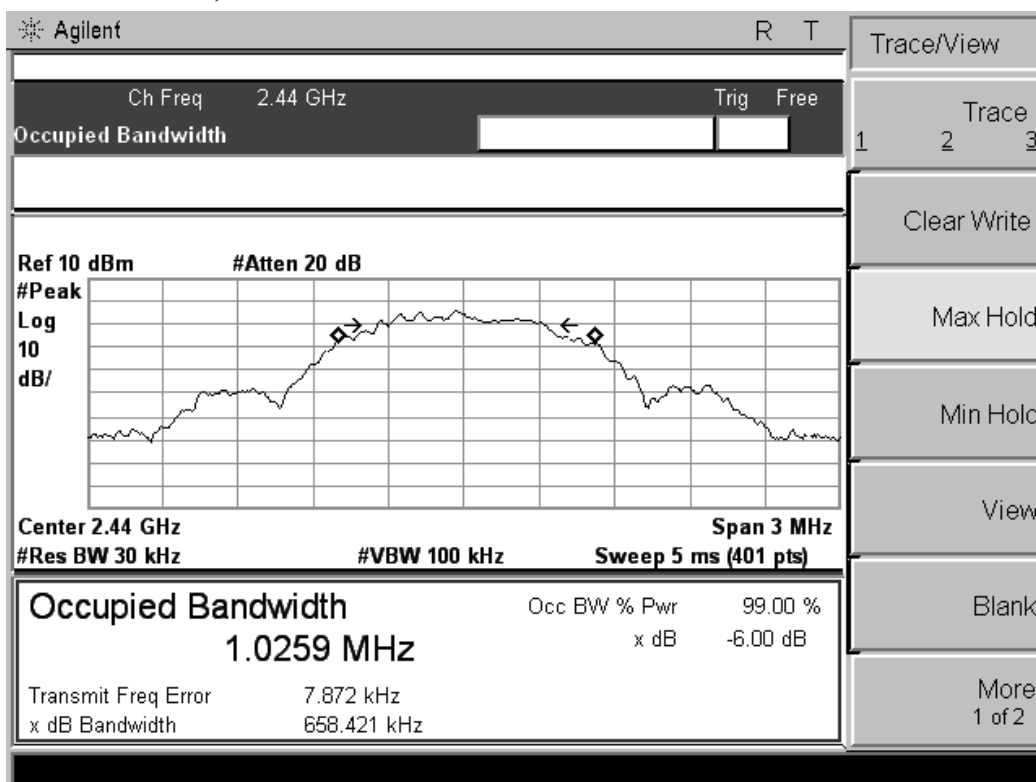 Agilent R T
Trace/View
Ch Freq 2.44 GHz Trig Free
Occupied Bandwidth
Trace
1 2 3
Clear Write
Max Hold
Min Hold
View
Blank
More
1 of 2
Ref 10 dBm #Atten 20 dB
#Peak
Log
10
dB/
Center 2.44 GHz Span 3 MHz
#Res BW 30 kHz #VBW 100 kHz Sweep 5 ms (401 pts)
Occupied Bandwidth Occ BW % Pwr 99.00 %
1.0259 MHz x dB -6.00 dB
Transmit Freq Error 7.872 kHz
x dB Bandwidth 658.421 kHz